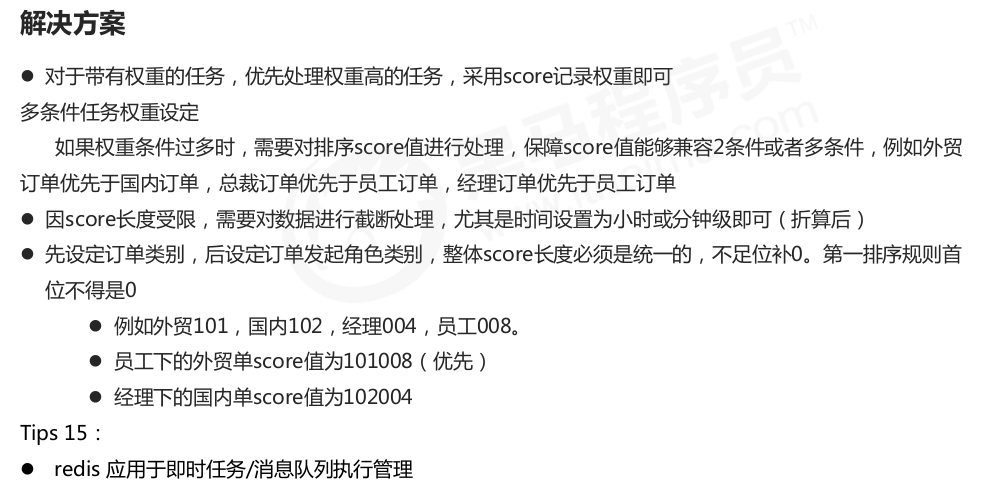 解决方案
● 对于带有权重的任务，优先处理权重高的任务，采用score记录权重即可
多条件任务权重设定
如果权重条件过多时，需要对排序score值进行处理，保障score值能够兼容2条件或者多条件，例如外贸
订单优先于国内订单，总裁订单优先于员工订单，经理订单优先于员工订单
● 因score长度受限，需要对数据进行截断处理，尤其是时间设置为小时或分钟级即可（折算后）
● 先设定订单类别，后设定订单发起角色类别，整体score长度必须是统一的，不足位补0。第一排序规则首
位不得是0
● 例如外贸101，国内102，经理004，员工008。
● 员工下的外贸单score值为101008（优先）
● 经理下的国内单score值为102004
Tips 15：
● redis 应用于即时任务/消息队列执行管理
黑马程序员™